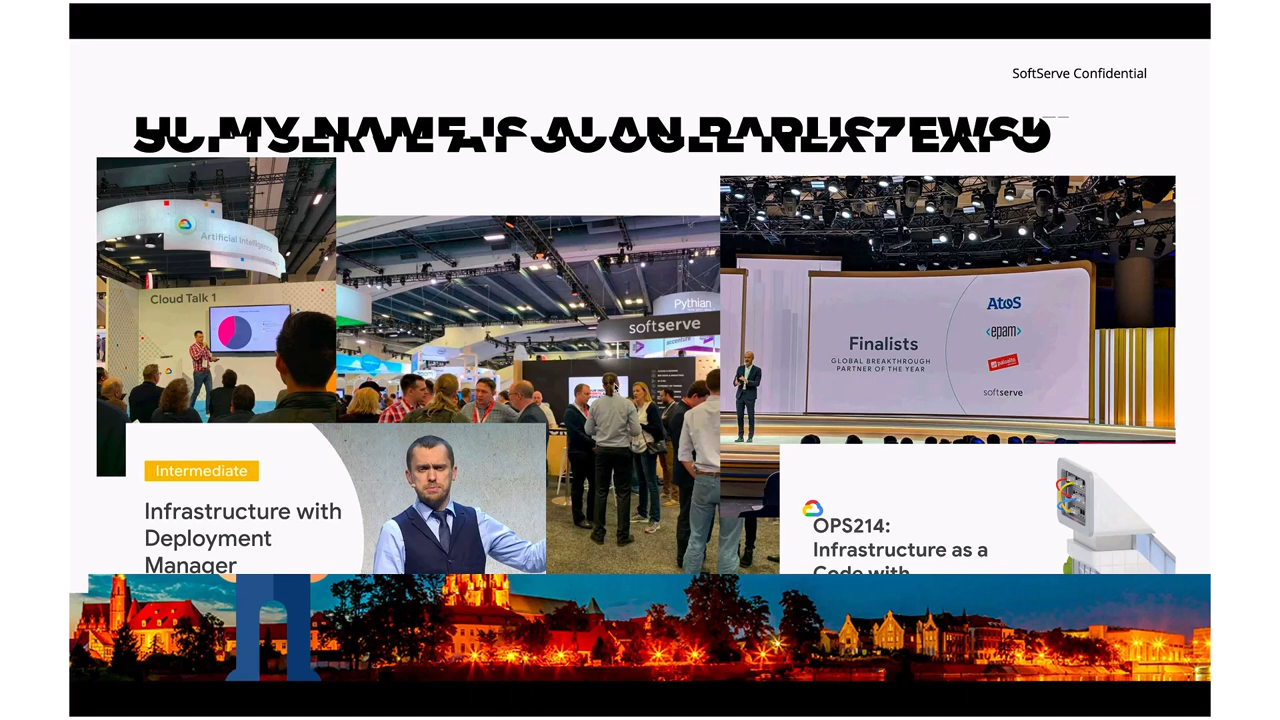 SoftServe Confidential
HI, MY NAME IS ALAN
SOFTSERVE AT GOOGLE NEXT EXPO
Artificial Intelligence
Cloud Talk 1
Pythian
softserve
accenture
Finalists
GLOBAL BREAKTHROUGH
PARTNER OF THE YEAR
Atos
<epam>
softserve
Intermediate
Infrastructure with
Deployment
Manager
OPS214:
Infrastructure as a
Code with